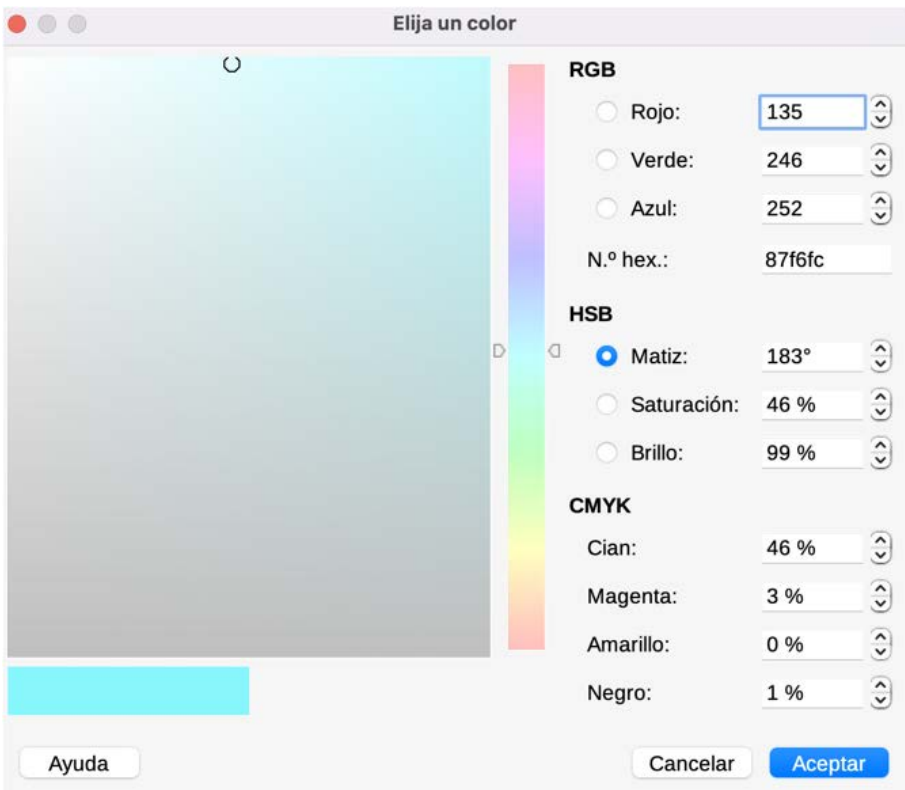 Elija un color
RGB
Rojo: 135
Verde: 246
Azul: 252
N.º hex.: 87f6fc
HSB
Matiz: 183°
Saturación: 46 %
Brillo: 99 %
CMYK
Cian: 46 %
Magenta: 3 %
Amarillo: 0 %
Negro: 1 %
Ayuda Cancelar Aceptar